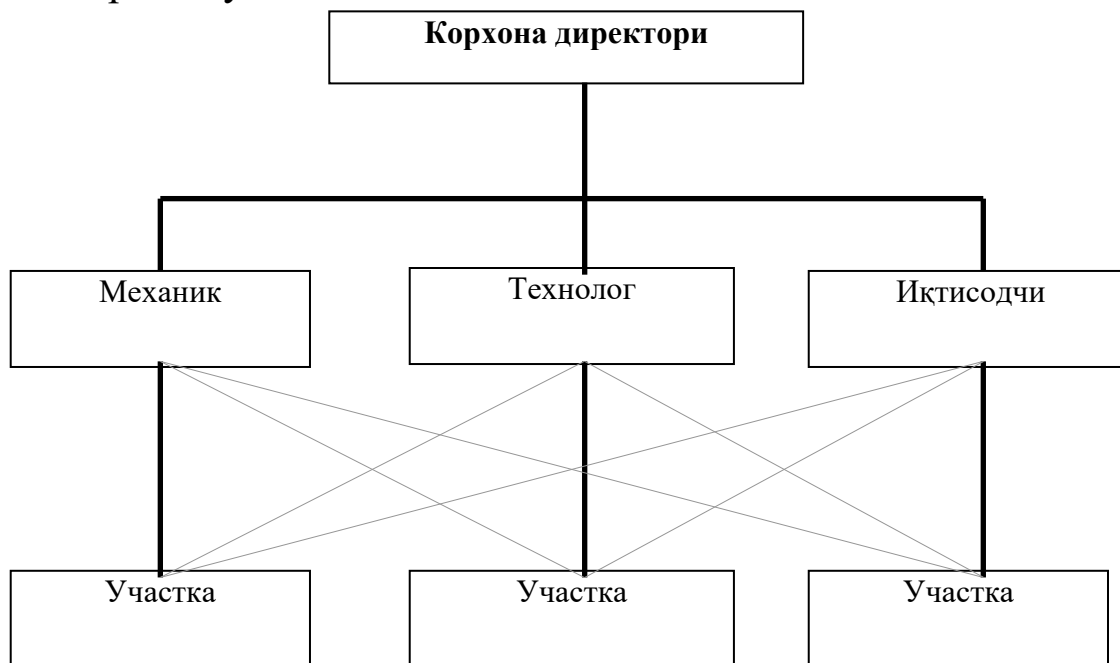 Корхона директори
Механик
Технолог
Иқтисодчи
Участка
Участка
Участка